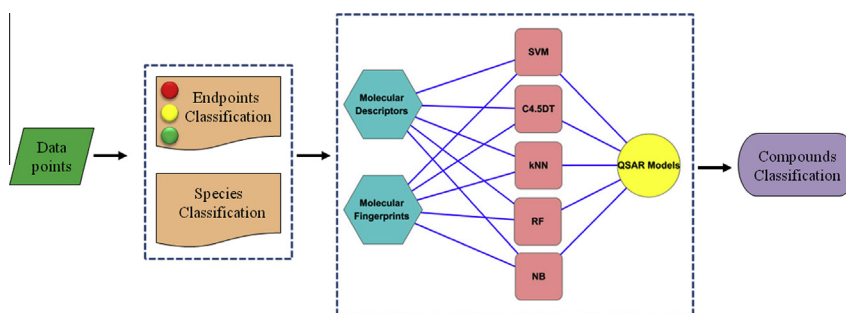 Data
points
Endpoints
Classification
Species
Classification
Molecular
Descriptors
Molecular
Fingerprints
SVM
C4.5DT
kNN
RF
NB
QSAR Models
Compounds
Classification